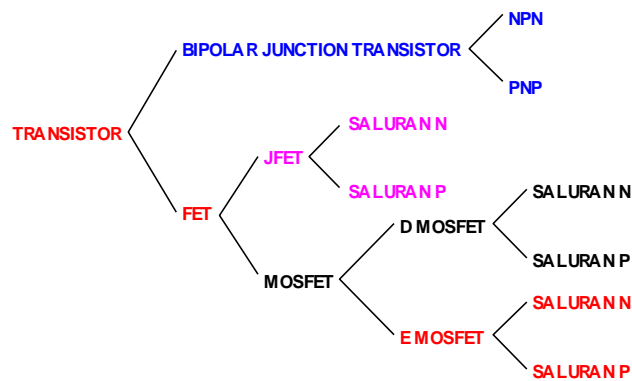 NPN
BIPOLAR JUNCTION TRANSISTOR
PNP
SALURAN N
TRANSISTOR
JFET
SALURAN P
SALURAN N
FET
D MOSFET
SALURAN P
MOSFET
SALURAN N
E MOSFET
SALURAN P